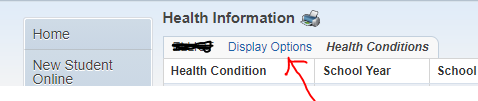 Health Information
Home
New Student
Online
Display Options Health Conditions
Health Condition School Year School